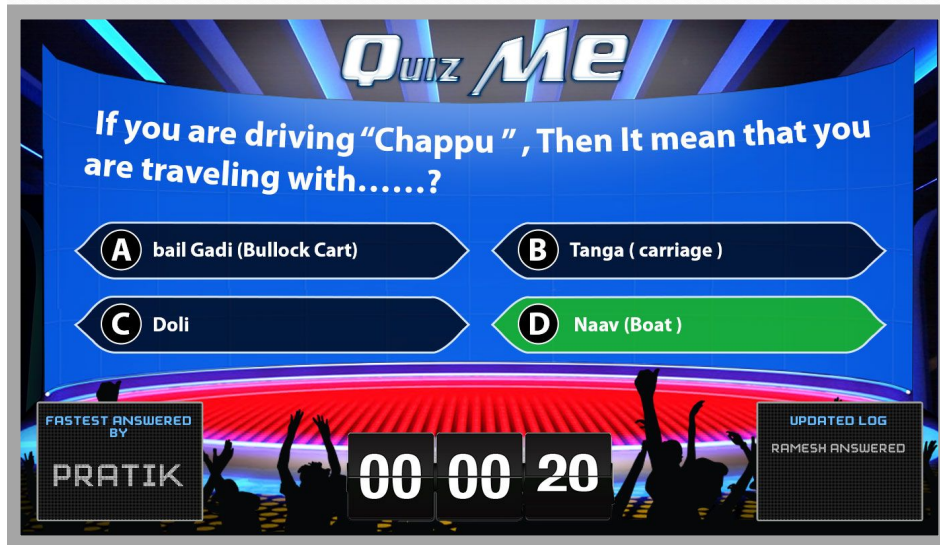 Quiz Me
If you are driving “Chappu ” , Then It mean that you
are traveling with......?
A bail Gadi (Bullock Cart)
B Tanga ( carriage )
C Doli
D Naav (Boat )
FASTEST ANSWERED
BY
PRATIK
00 00 20
UPDATED LOG
RAMESH ANSWERED